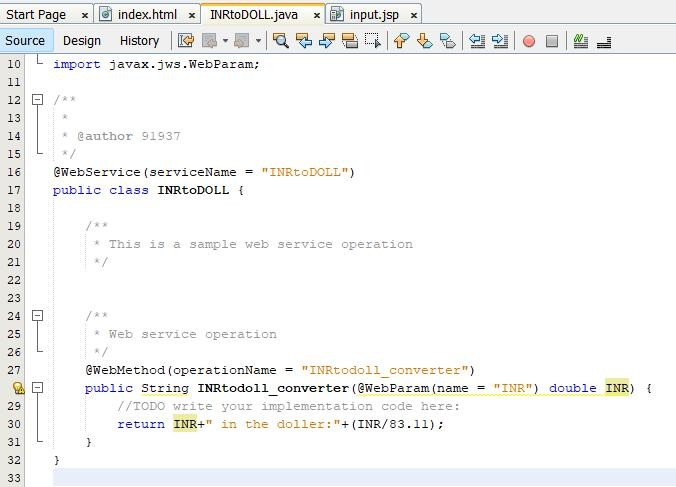 Start Page index.html INRtoDOLL.java input.jsp
Source Design History
10 import javax.jws.WebParam;
11
12 /**
13 *
14 * @author 91937
15 */
16 @WebService(serviceName = "INRtoDOLL")
17 public class INRtoDOLL {
18
19 /**
20 * This is a sample web service operation
21 */
22
23
24 /**
25 * Web service operation
26 */
27 @WebMethod(operationName = "INRtodoll_converter")
public String INRtodoll_converter(@WebParam(name = "INR") double INR) {
29 //TODO write your implementation code here:
30 return INR+" in the doller:"+(INR/83.11);
31 }
32 }
33